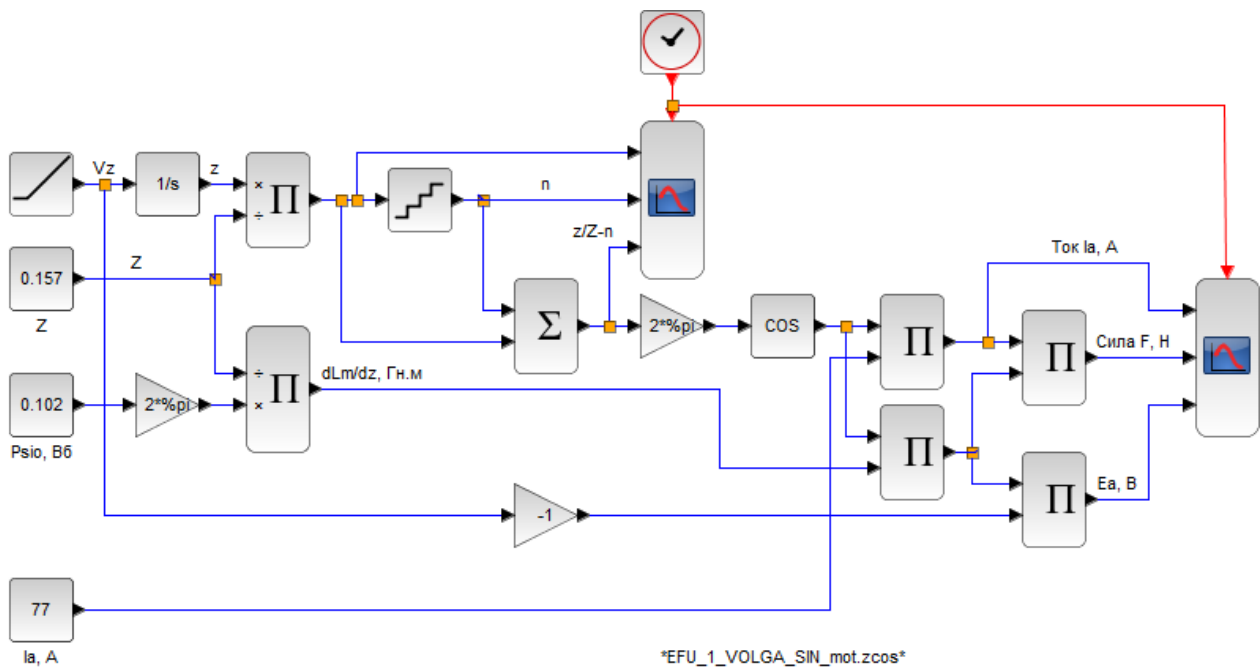 Vz
1/s
z
×
÷
Π
n
z/Z-n
0.157
Z
Z
Σ
2*%pi
COS
Π
Ток Ia, A
Π
Сила F, Н
0.102
Psio, Вб
2*%pi
÷
×
Π
dLm/dz, Гн.м
Π
Π
Ea, В
-1
77
Ia, A
*EFU_1_VOLGA_SIN_mot.zcos*